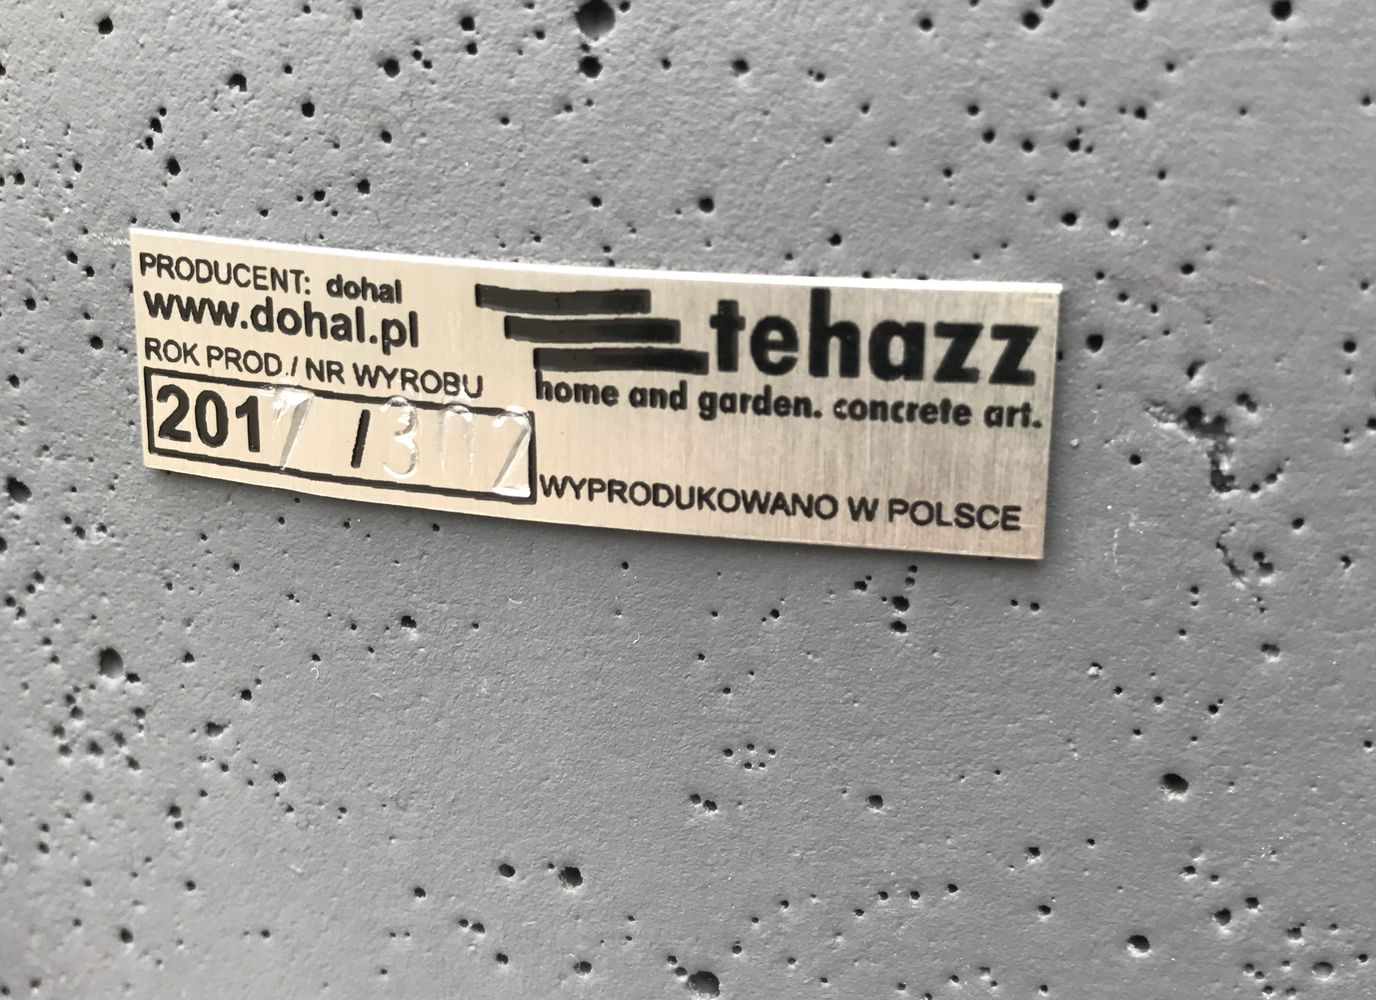 PRODUCENT: dohal
www.dohal.pl
ROK PROD./ NR WYROBU
2017 / 302
tehazz
home and garden. concrete art.
WYPRODUKOWANO W POLSCE